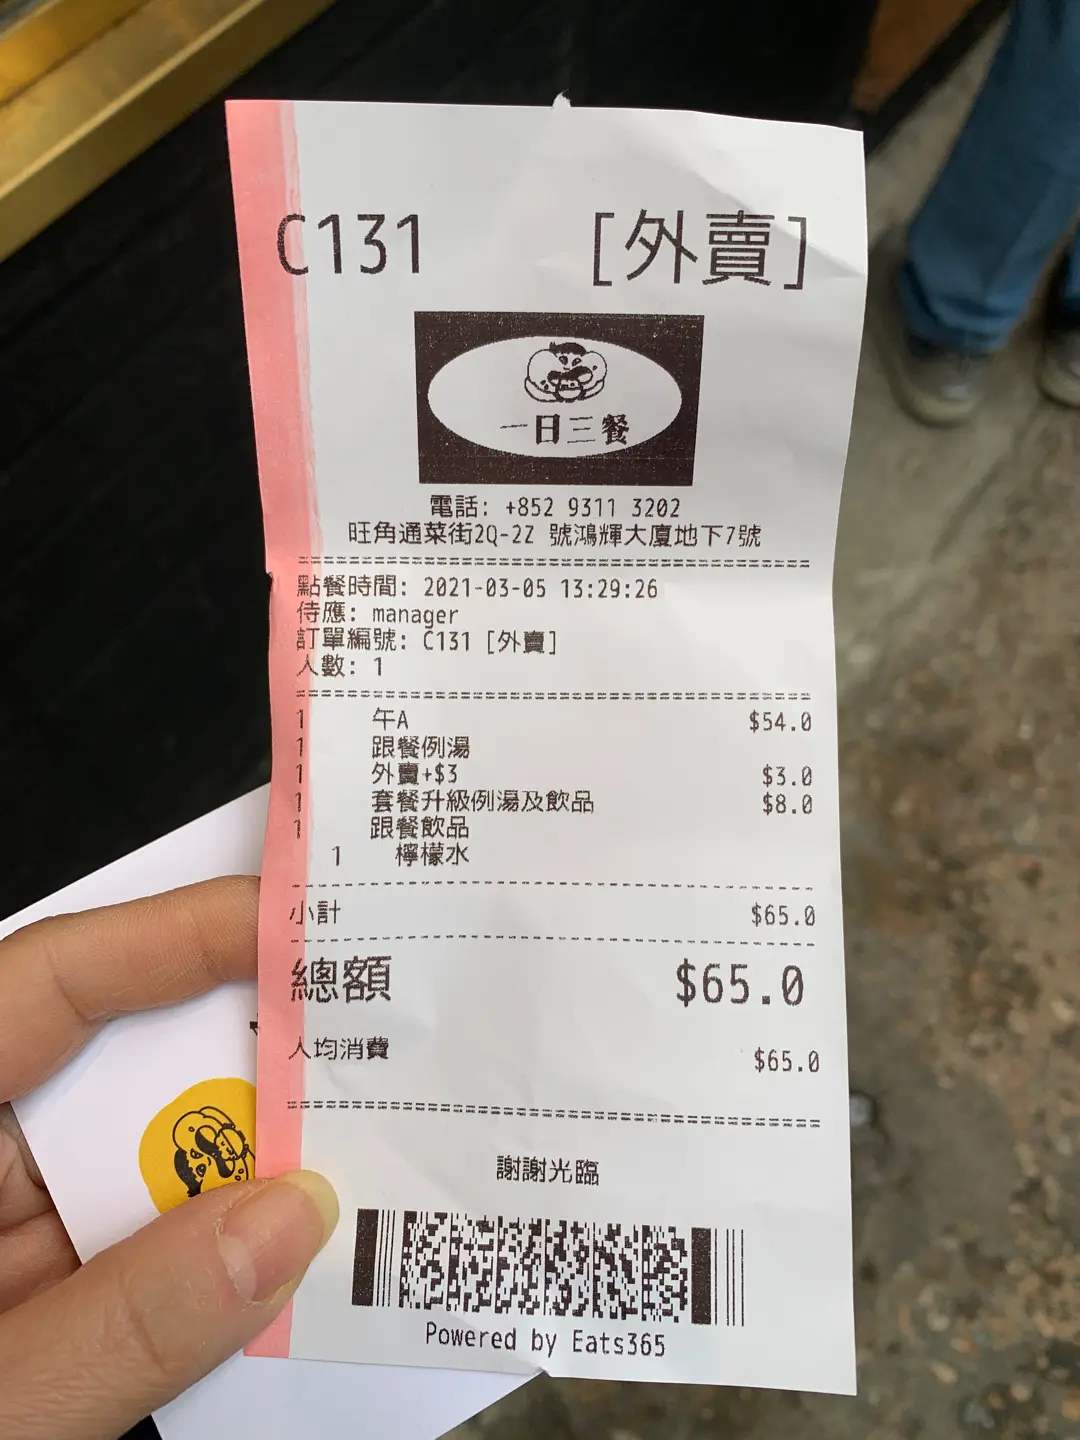 C131 [外賣]
一日三餐
電話: +852 9311 3202
旺角通菜街2Q-2Z 號鴻輝大廈地下7號
點餐時間: 2021-03-05 13:29:26
侍應: manager
訂單編號: C131 [外賣]
人數: 1
1 午A $54.0
1 跟餐例湯
1 外賣+$3 $3.0
1 套餐升級例湯及飲品 $8.0
1 跟餐飲品
1 檸檬水
小計 $65.0
總額 $65.0
人均消費 $65.0
謝謝光臨
Powered by Eats365